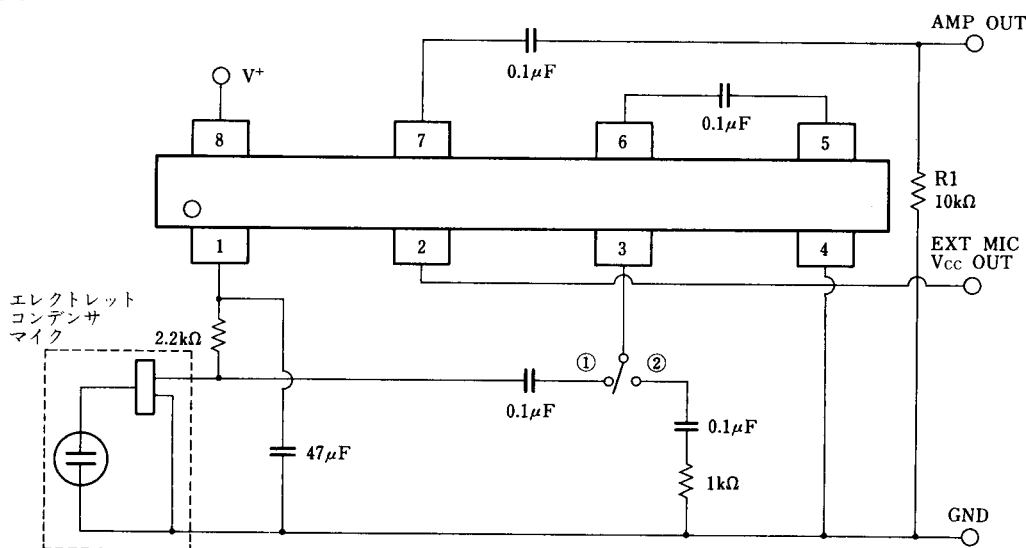 AMP OUT
0.1μF
V⁺
0.1μF
8
7
6
5
R1
10kΩ
1
2
3
4
EXT MIC
Vcc OUT
エレクトレット
コンデンサ
マイク
2.2kΩ
①
②
0.1μF
0.1μF
47μF
1kΩ
GND